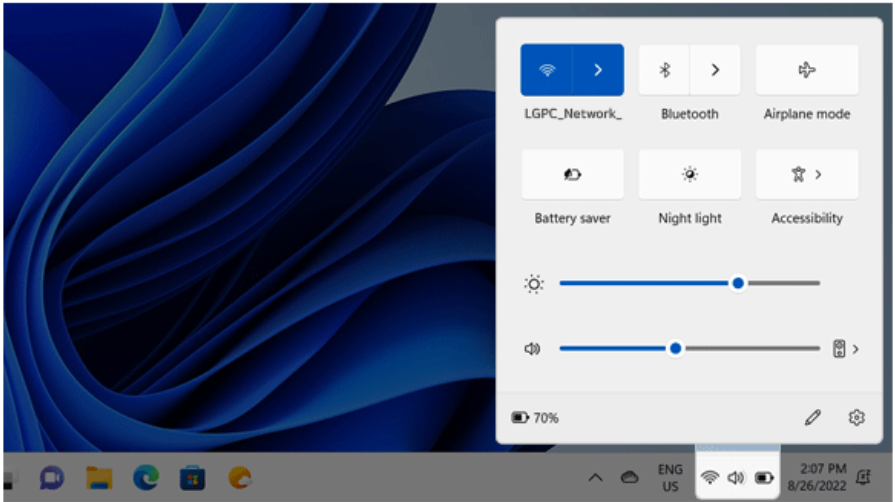 LGPC_Network_
Bluetooth
Airplane mode
Battery saver
Night light
Accessibility
70%
ENG
US
2:07 PM
8/26/2022